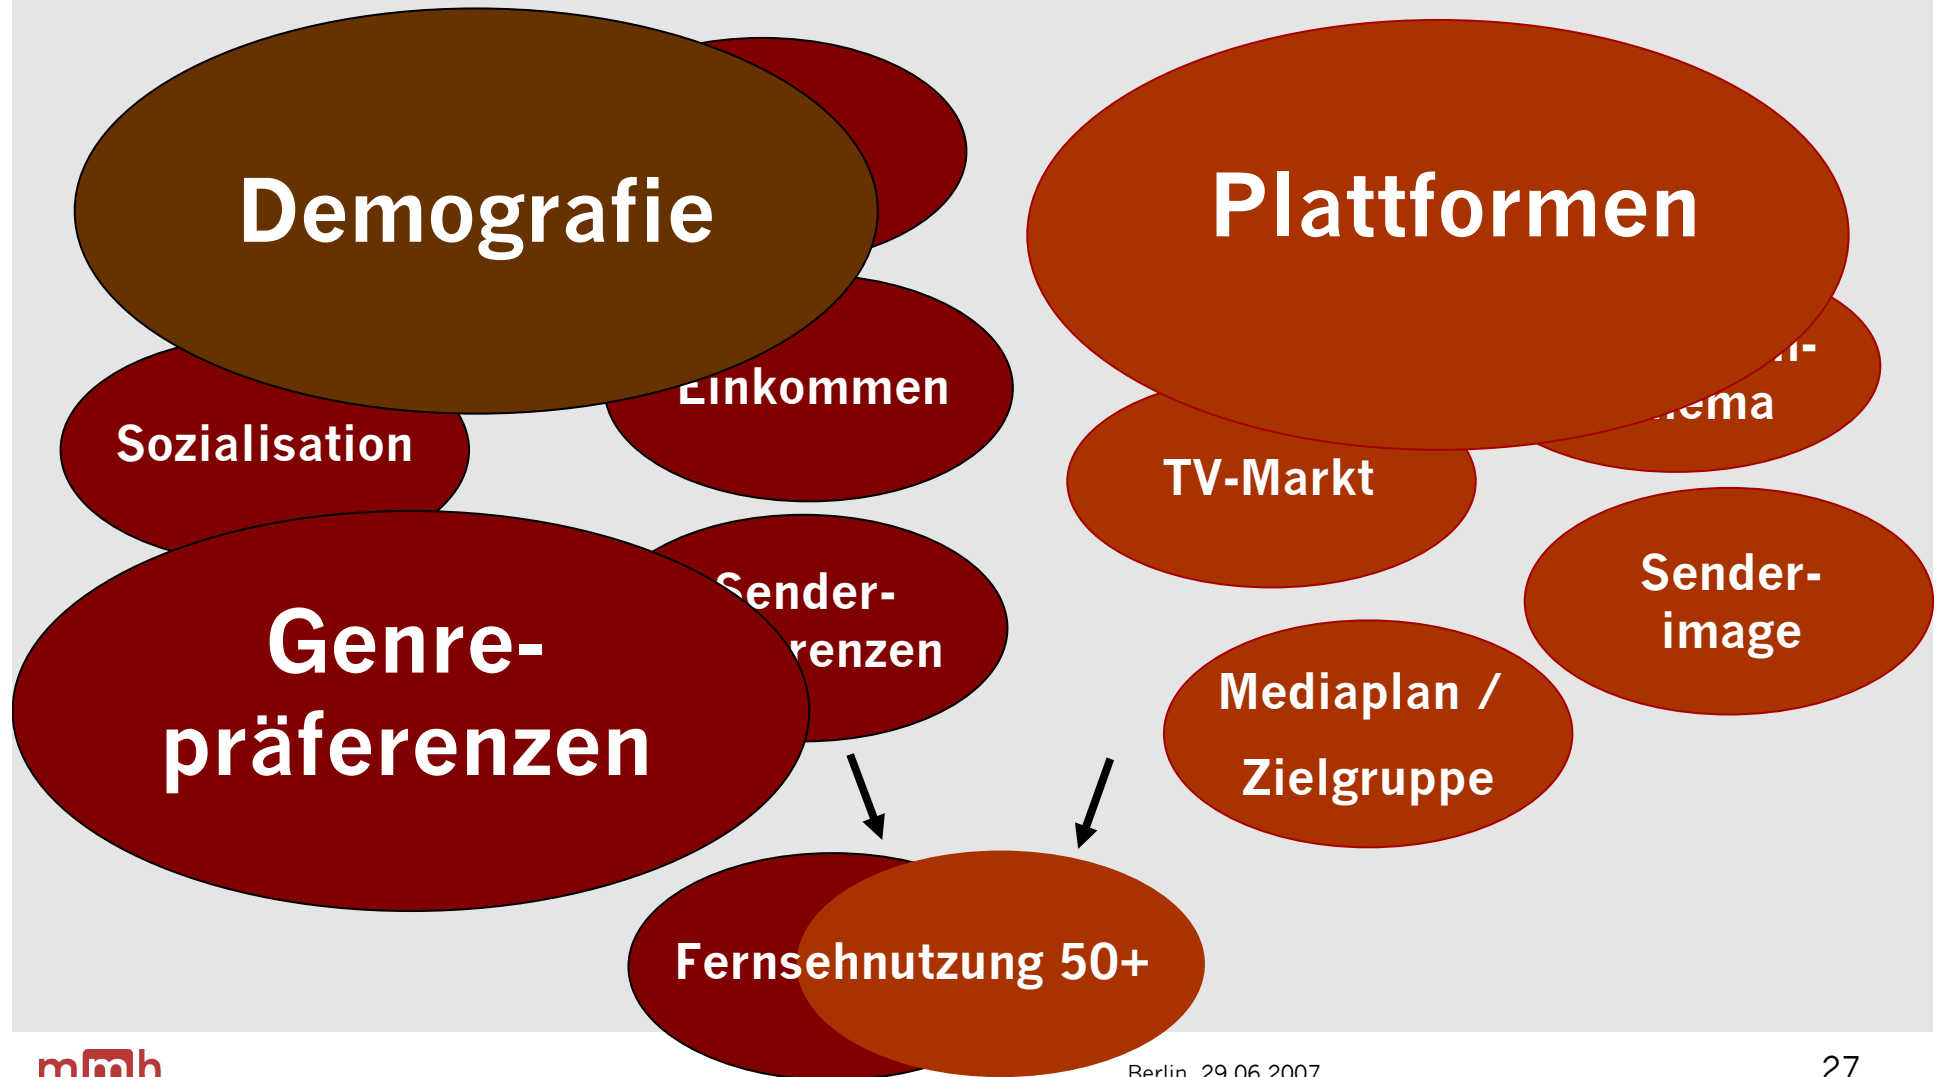 Demografie
Plattformen
Einkommen
Sozialisation
TV-Markt
Sender-
image
Sender-
Genre-
präferenzen
Mediaplan /
Zielgruppe
Fernsehnutzung 50+
mmh
Berlin, 29.06.2007
27